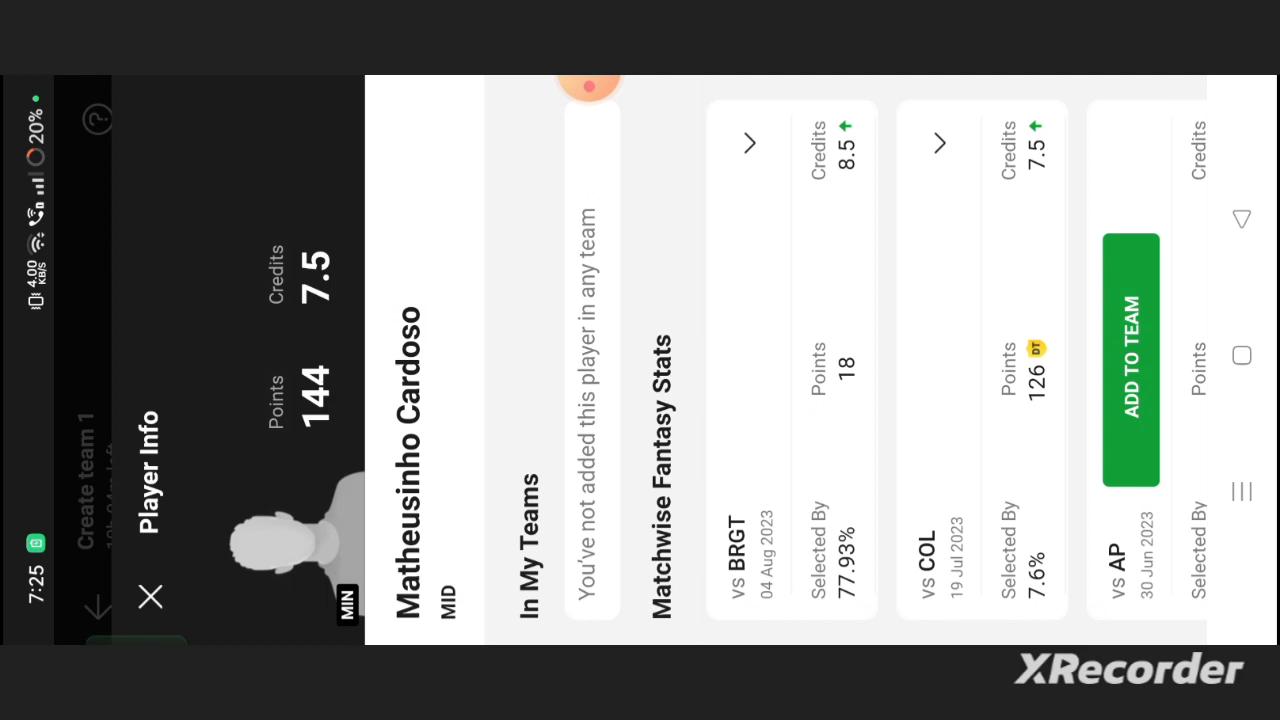 7:25
4.00
KB/S
20%
Create team 1
Player Info
Points
Credits
144
7.5
MIN
Matheusinho Cardoso
MID
In My Teams
You've not added this player in any team
Matchwise Fantasy Stats
vs BRGT
04 Aug 2023
Selected By
Points
Credits
77.93%
18
8.5
vs COL
19 Jul 2023
Selected By
Points
Credits
7.6%
126
DT
7.5
vs AP
30 Jun 2023
ADD TO TEAM
Selected By
Points
Credits
XRecorder